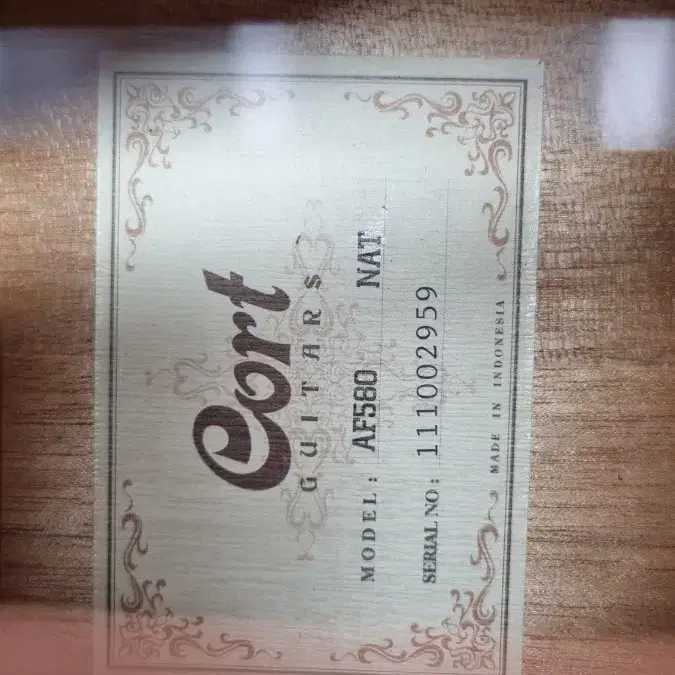 Cort
GUITARS
MODEL: AF580 NAT
SERIAL NO: 111002959
MADE IN INDONESIA